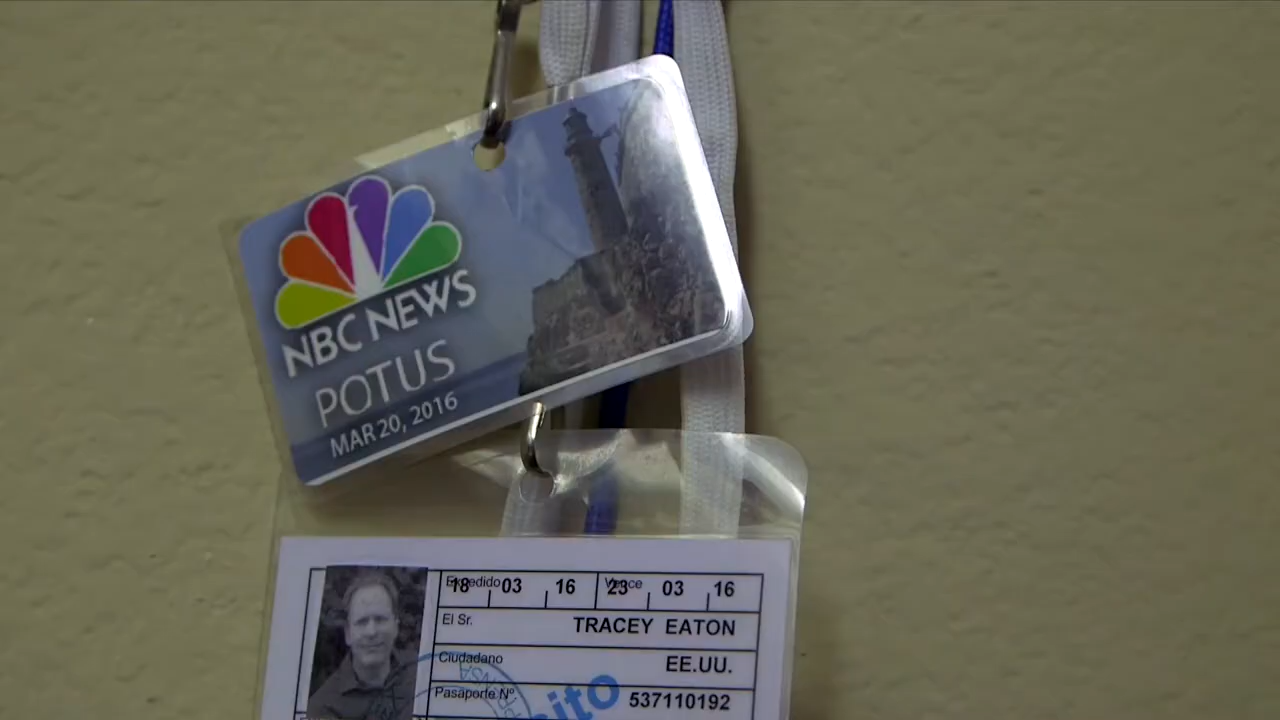 NBC NEWS
POTUS
MAR 20, 2016
Expedido 18 03 16 Vence 23 03 16
El Sr. TRACEY EATON
Ciudadano EE.UU.
Pasaporte Nº 537110192